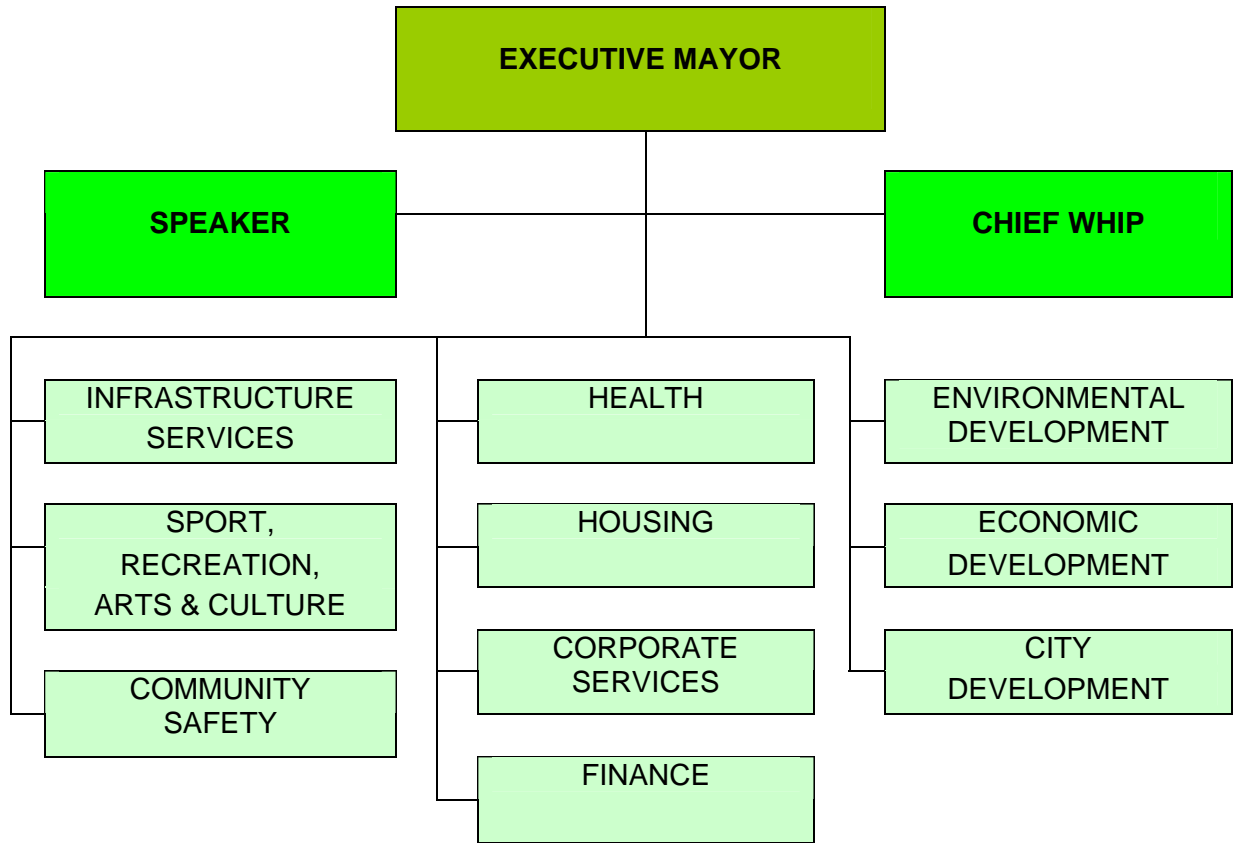 EXECUTIVE MAYOR
SPEAKER
CHIEF WHIP
INFRASTRUCTURE
SERVICES
SPORT,
RECREATION,
ARTS & CULTURE
COMMUNITY
SAFETY
HEALTH
HOUSING
CORPORATE
SERVICES
FINANCE
ENVIRONMENTAL
DEVELOPMENT
ECONOMIC
DEVELOPMENT
CITY
DEVELOPMENT